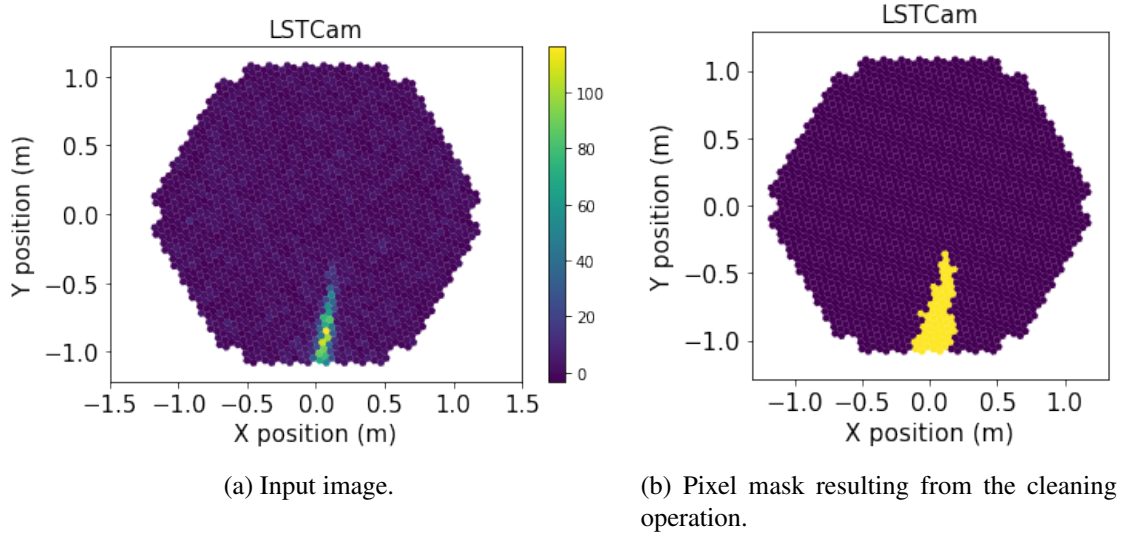 LSTCam
1.0
0.5
0.0
−0.5
−1.0
Y position (m)
−1.5 −1.0 −0.5 0.0 0.5 1.0 1.5
X position (m)
100
80
60
40
20
0
(a) Input image.
LSTCam
1.0
0.5
0.0
−0.5
−1.0
Y position (m)
−1.0 −0.5 0.0 0.5 1.0
X position (m)
(b) Pixel mask resulting from the cleaning
operation.